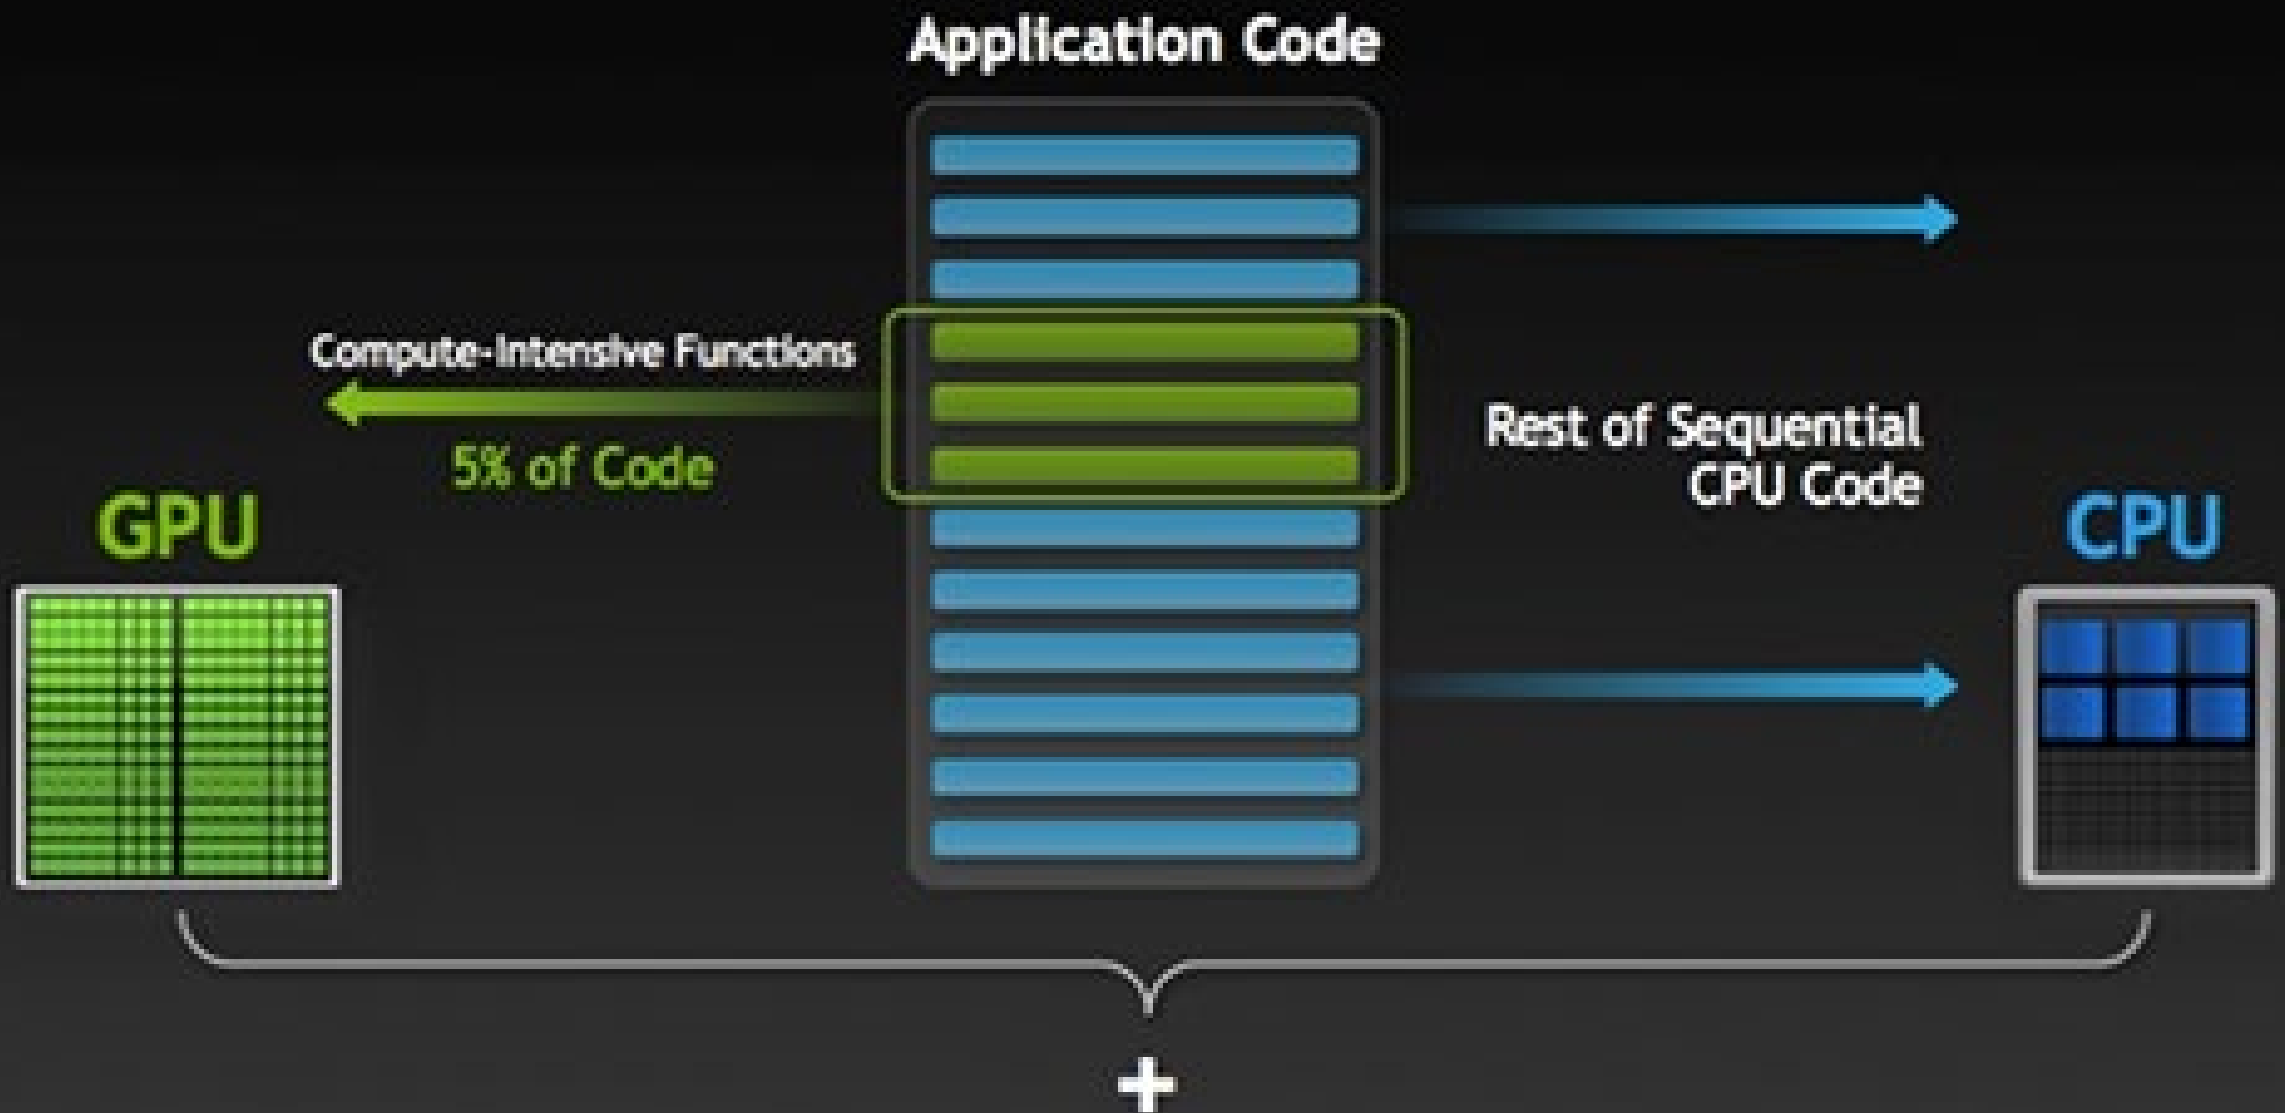 Application Code
Compute-Intensive Functions
5% of Code
Rest of Sequential
CPU Code
GPU
CPU
+